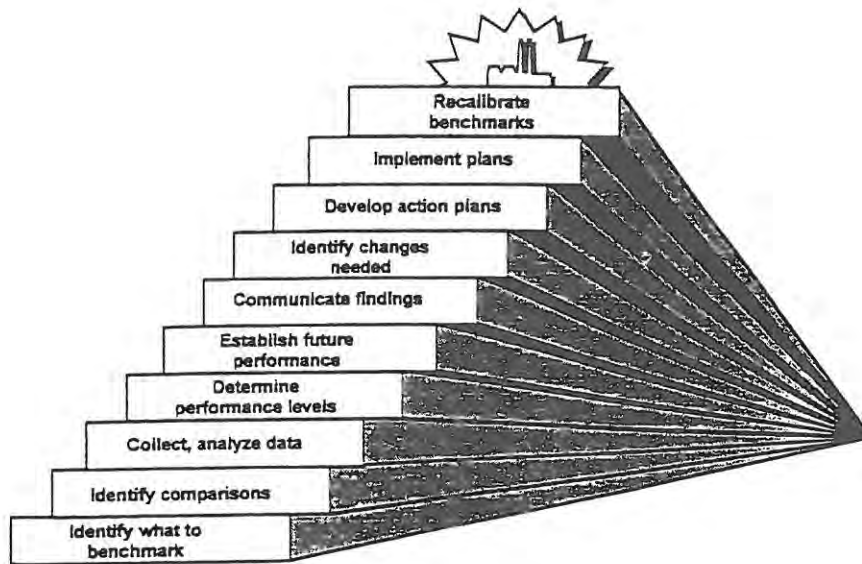 Recalibrate
benchmarks
Implement plans
Develop action plans
Identify changes
needed
Communicate findings
Establish future
performance
Determine
performance levels
Collect, analyze data
Identify comparisons
Identify what to
benchmark